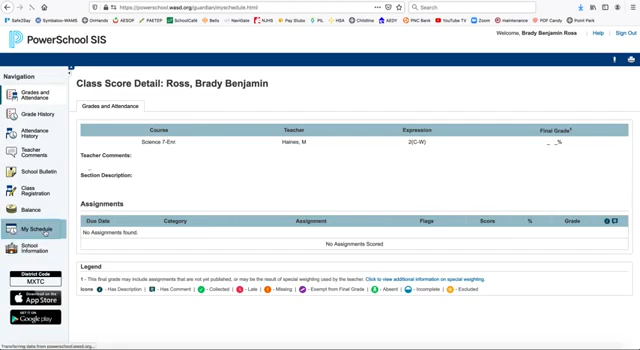 https://powerschool.wasd.org/guardian/myschedule.html
Search
Safe2Say
OnHands
AESOP
PAETEP
SchoolCafé
Bells
NaviGate
NJHS
Pay Stubs
PIL
HSA
Childline
AEDY
PNC Bank
YouTube TV
Zoom
maintenance
PDF Candy
Point Park
PowerSchool SIS
Welcome, Brady Benjamin Ross
Help
Sign Out
Navigation
Grades and
Attendance
Grade History
Attendance
History
Teacher
Comments
School Bulletin
Class
Registration
Balance
My Schedule
School
Information
District Code
MXTC
Download on the
App Store
GET IT ON
Google play
Class Score Detail: Ross, Brady Benjamin
Grades and Attendance
Course Teacher Expression Final Grade1
Science 7-Enr. Haines, M 2(C-W) _ _%
Teacher Comments:
Section Description:
Assignments
Due Date Category Assignment Flags Score % Grade
No Assignments found.
No Assignments Scored
Legend
1 - This final grade may include assignments that are not yet published, or may be the result of special weighting used by the teacher. Click to view additional information on special weighting.
Icons - Has Description | - Has Comment | - Collected | - Late | - Missing | - Exempt from Final Grade | - Absent | - Incomplete | - Excluded
Transferring data from powerschool.wasd.org...